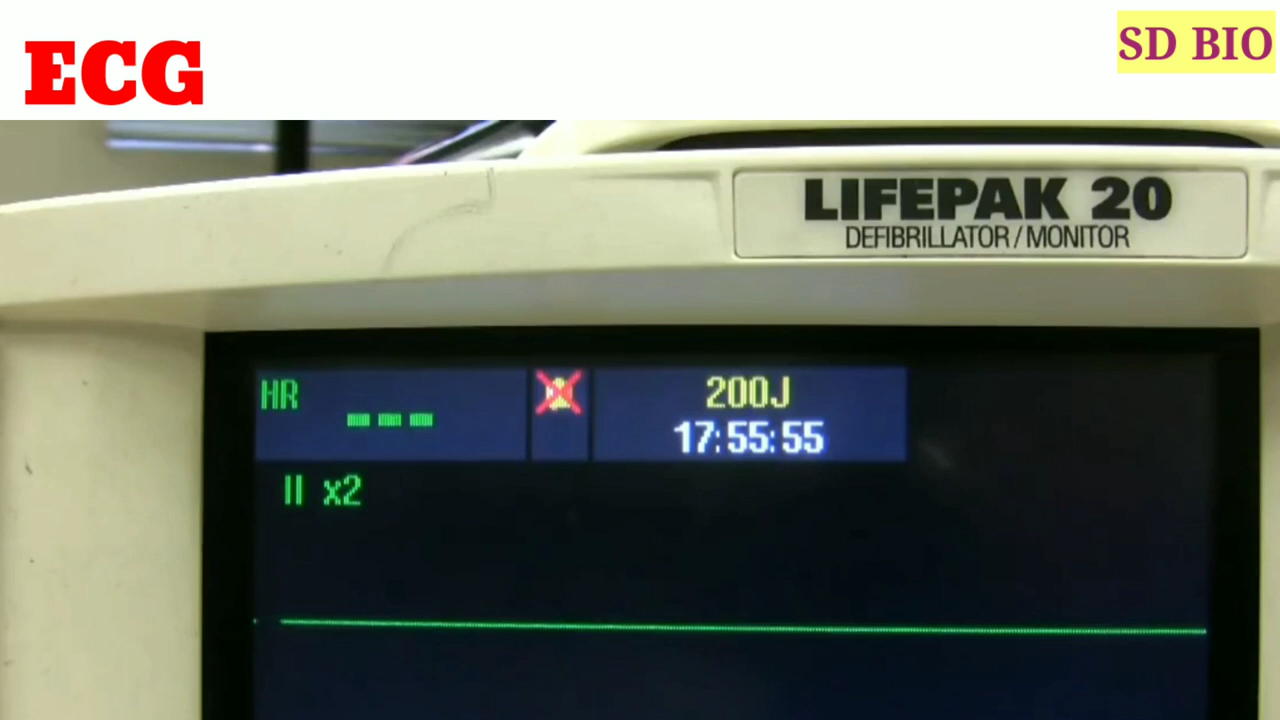 ECG
SD BIO
LIFEPAK 20
DEFIBRILLATOR/MONITOR
HR
---
200J
17:55:55
II x2